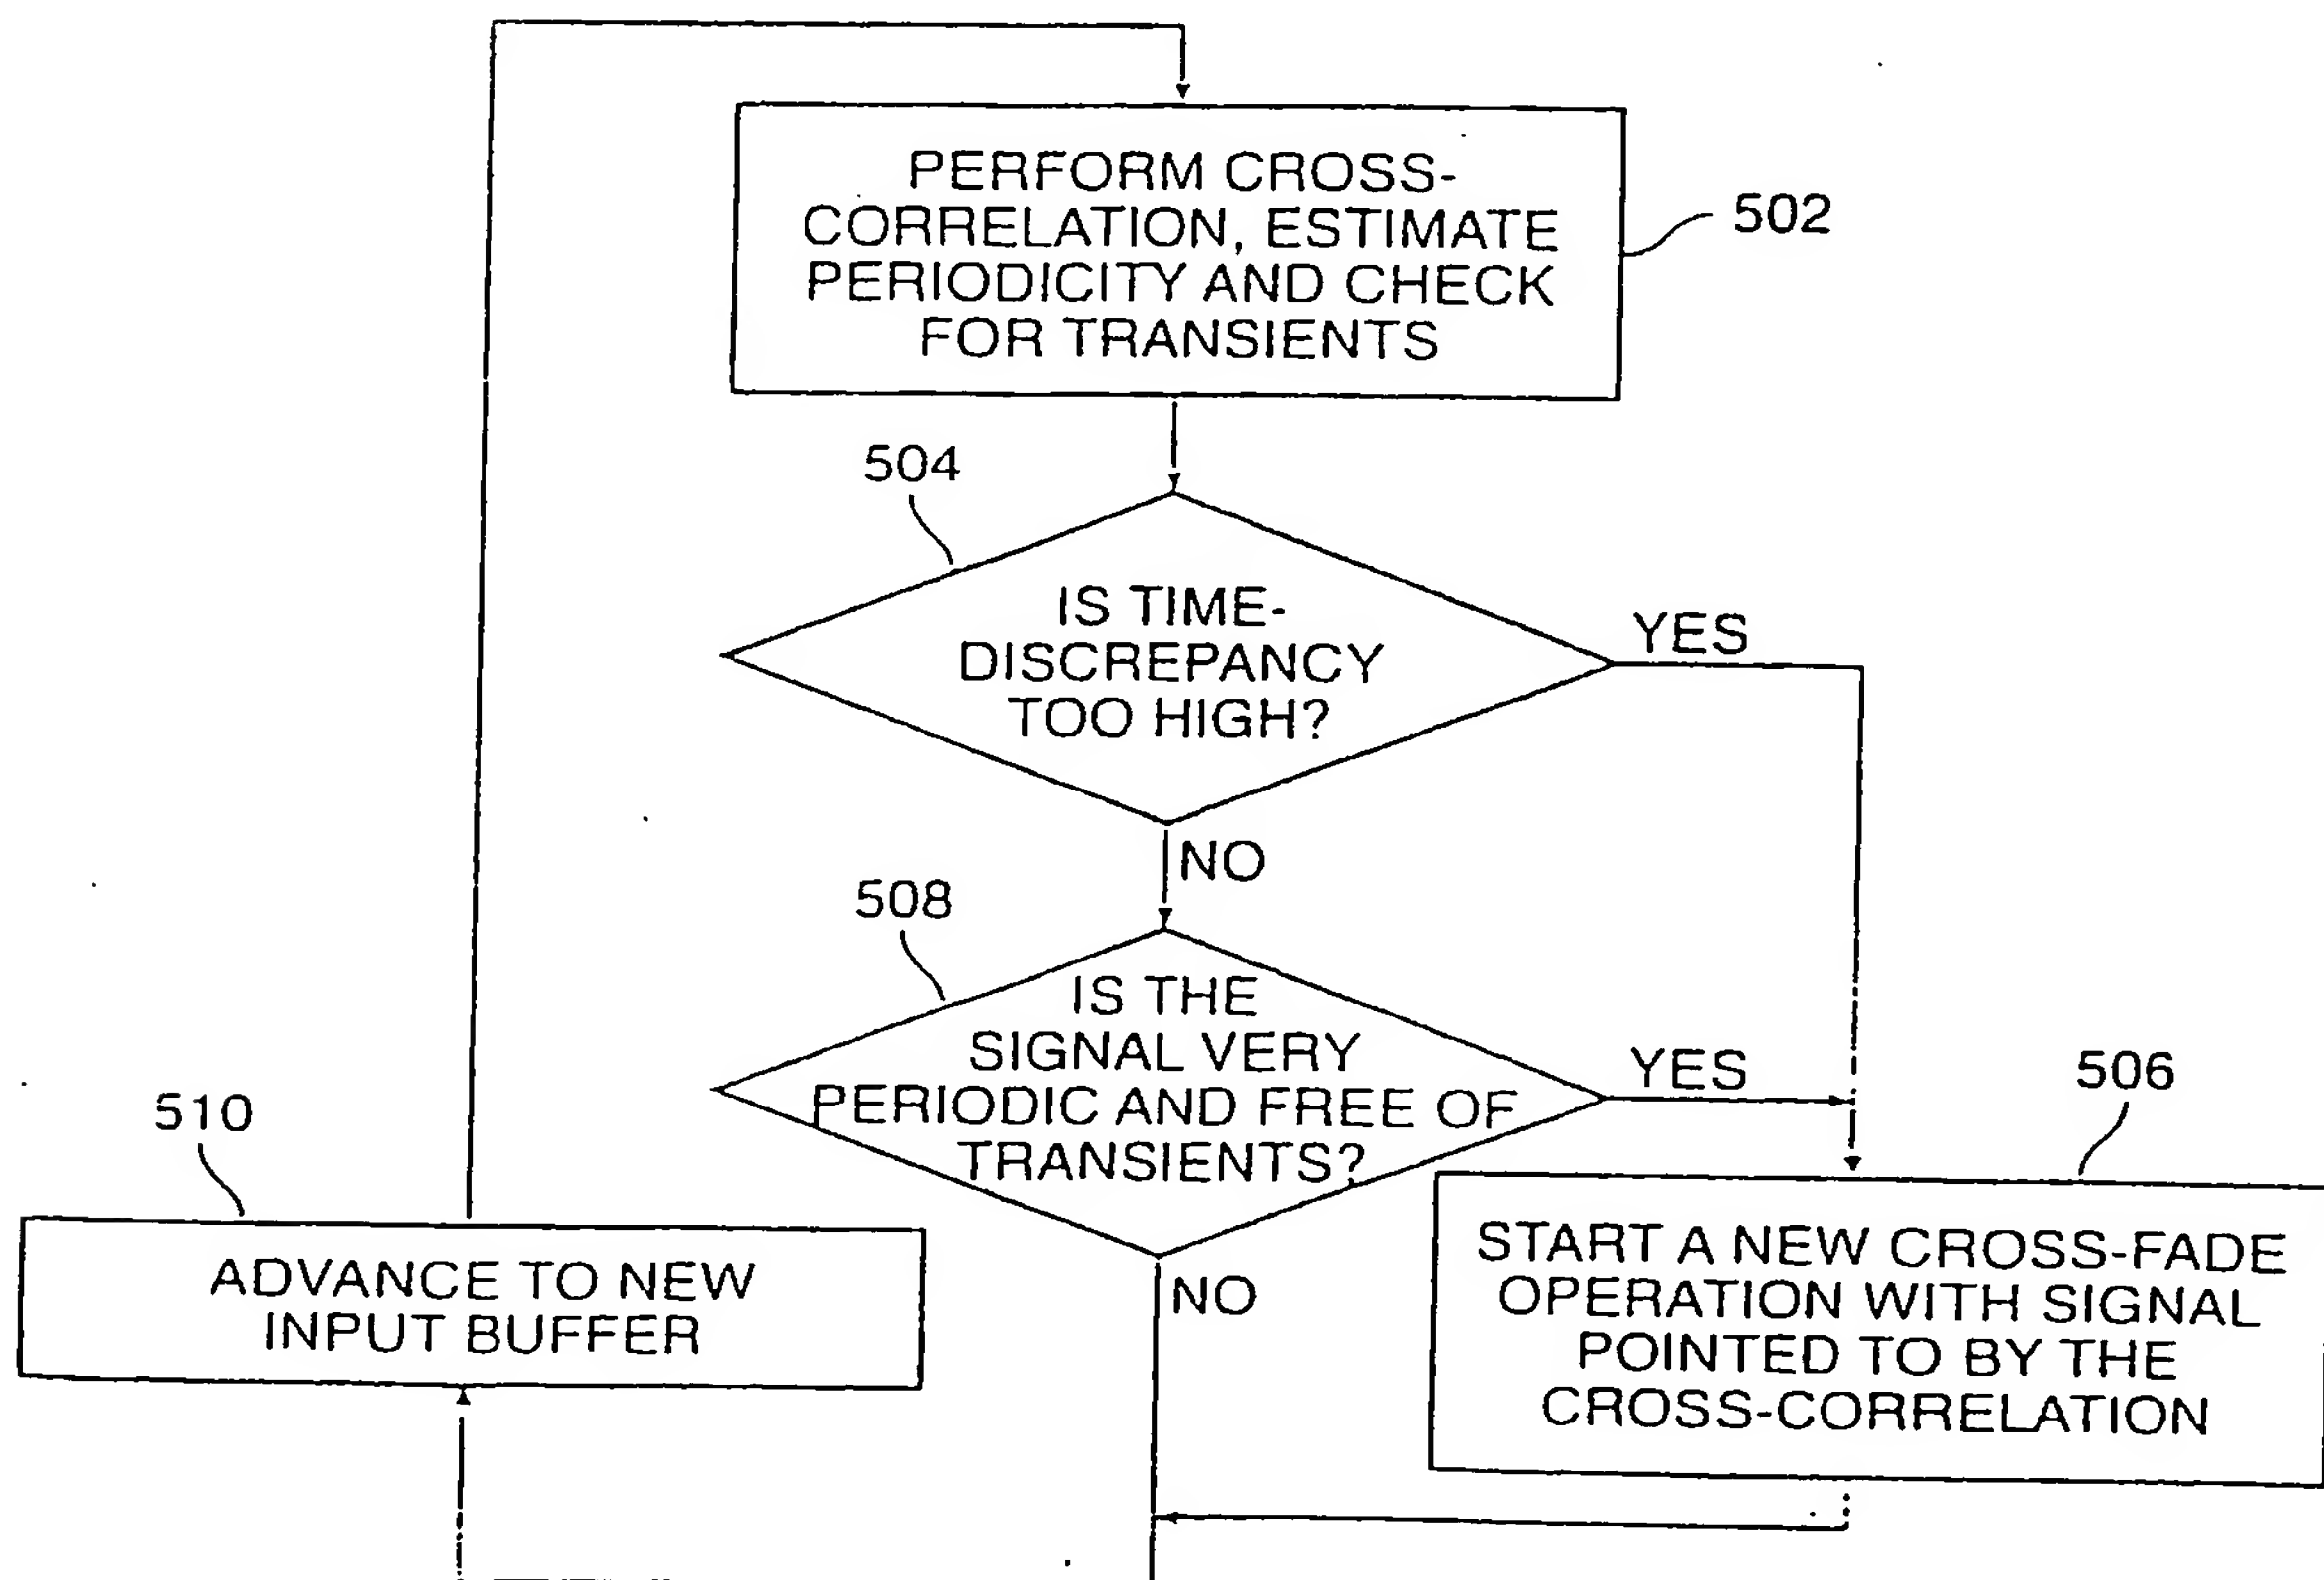 PERFORM CROSS-
CORRELATION, ESTIMATE
PERIODICITY AND CHECK
FOR TRANSIENTS
502
504
IS TIME-
DISCREPANCY
TOO HIGH?
YES
NO
508
IS THE
SIGNAL VERY
PERIODIC AND FREE OF
TRANSIENTS?
YES
506
510
NO
START A NEW CROSS-FADE
OPERATION WITH SIGNAL
POINTED TO BY THE
CROSS-CORRELATION
ADVANCE TO NEW
INPUT BUFFER